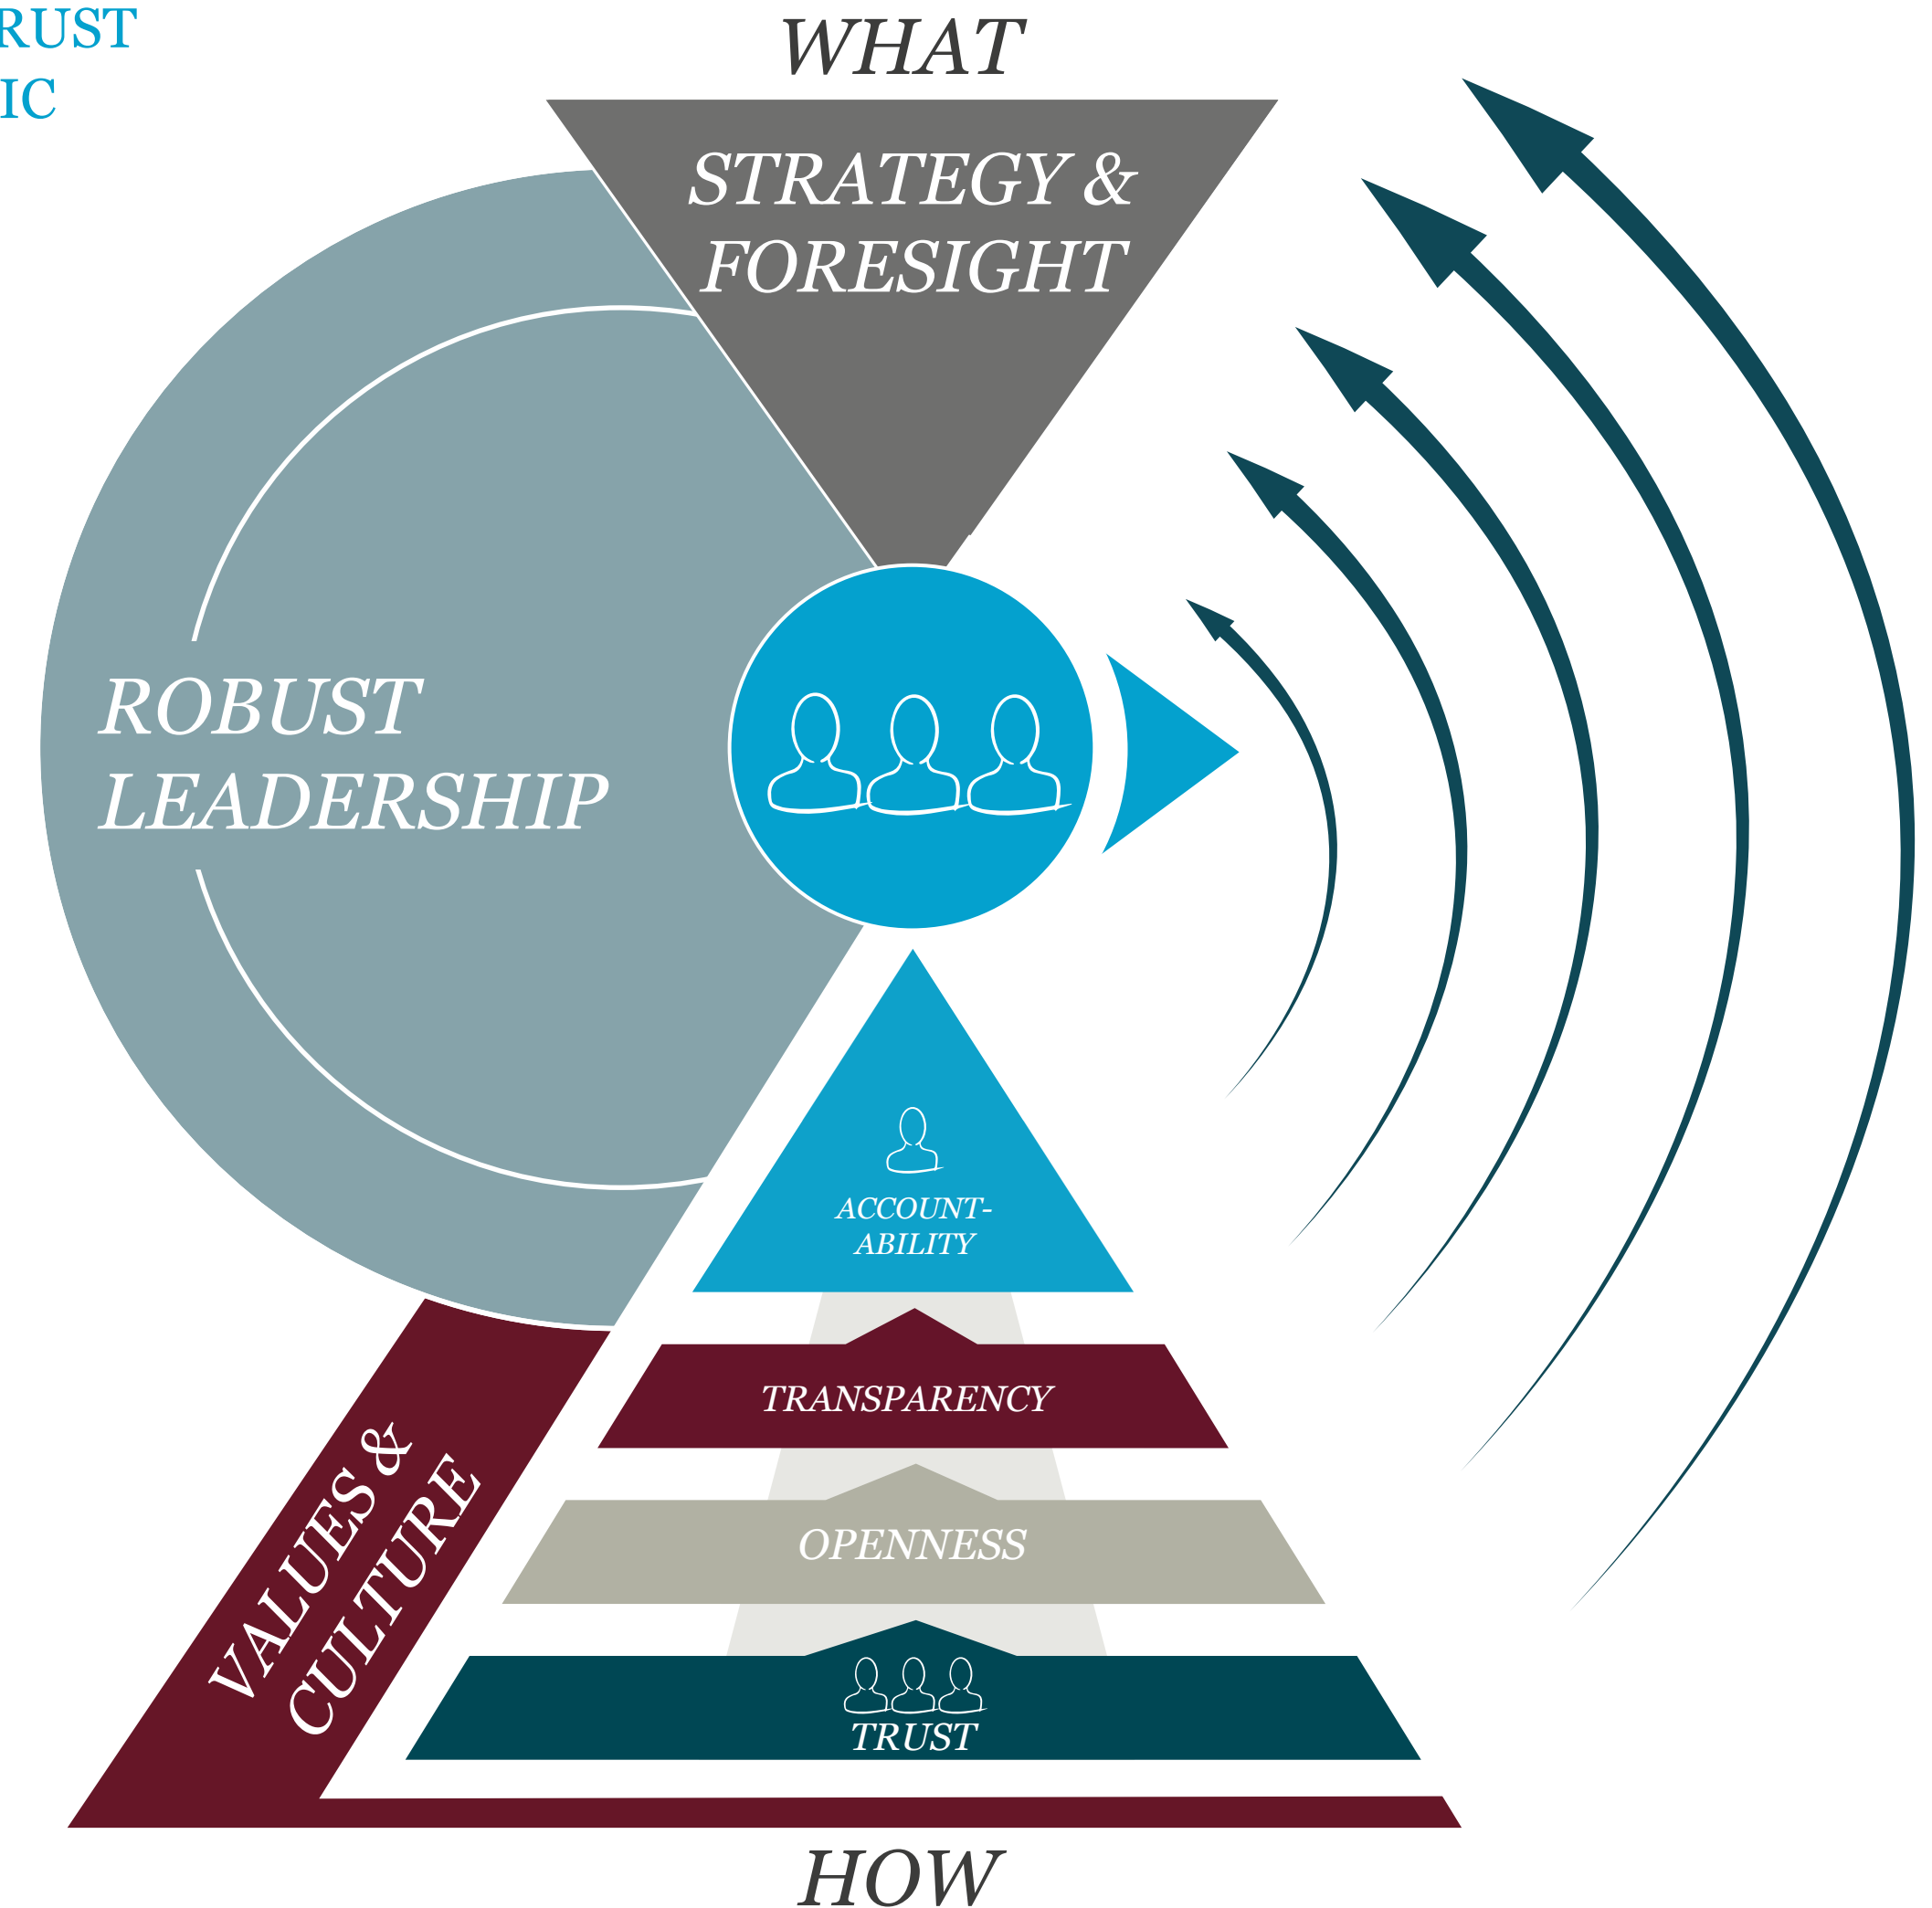 RUST
IC
WHAT
STRATEGY &
FORESIGHT
ROBUST
LEADERSHIP
ACCOUNT-
ABILITY
TRANSPARENCY
OPENNESS
TRUST
VALUES &
CULTURE
HOW